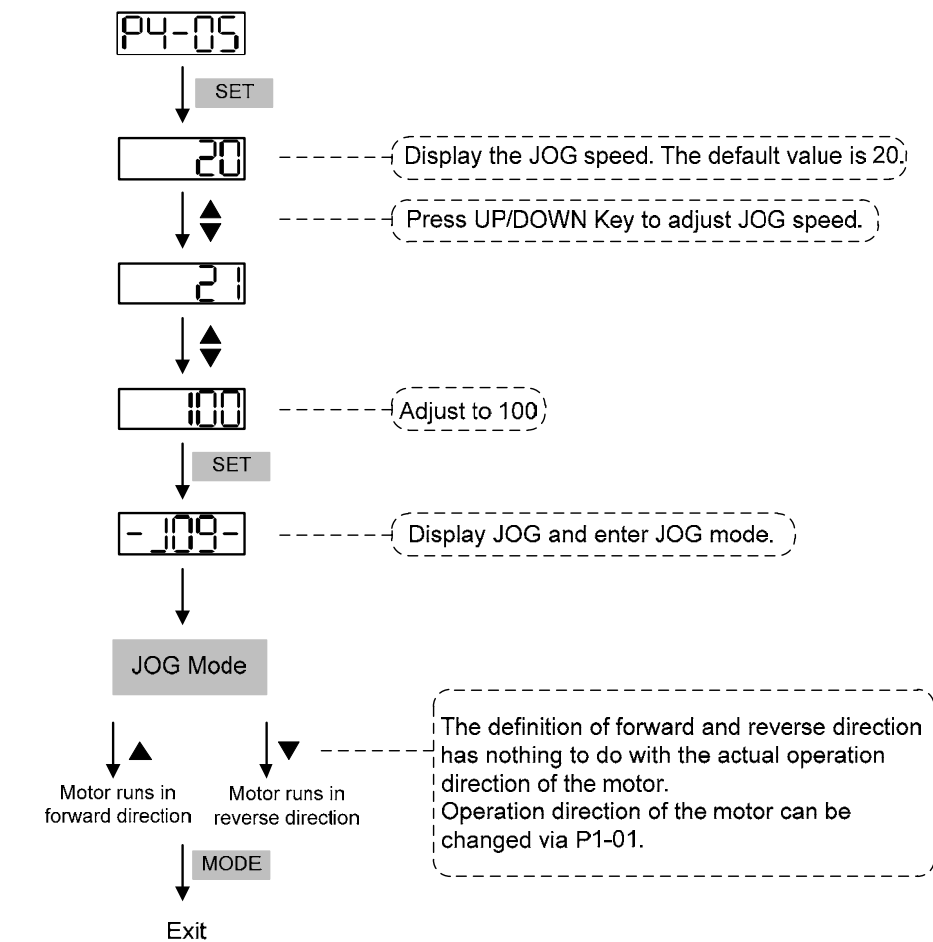 P4-05
SET
20
Display the JOG speed. The default value is 20.
Press UP/DOWN Key to adjust JOG speed.
21
100
Adjust to 100
SET
-JOG-
Display JOG and enter JOG mode.
JOG Mode
Motor runs in
forward direction
Motor runs in
reverse direction
The definition of forward and reverse direction
has nothing to do with the actual operation
direction of the motor.
Operation direction of the motor can be
changed via P1-01.
MODE
Exit